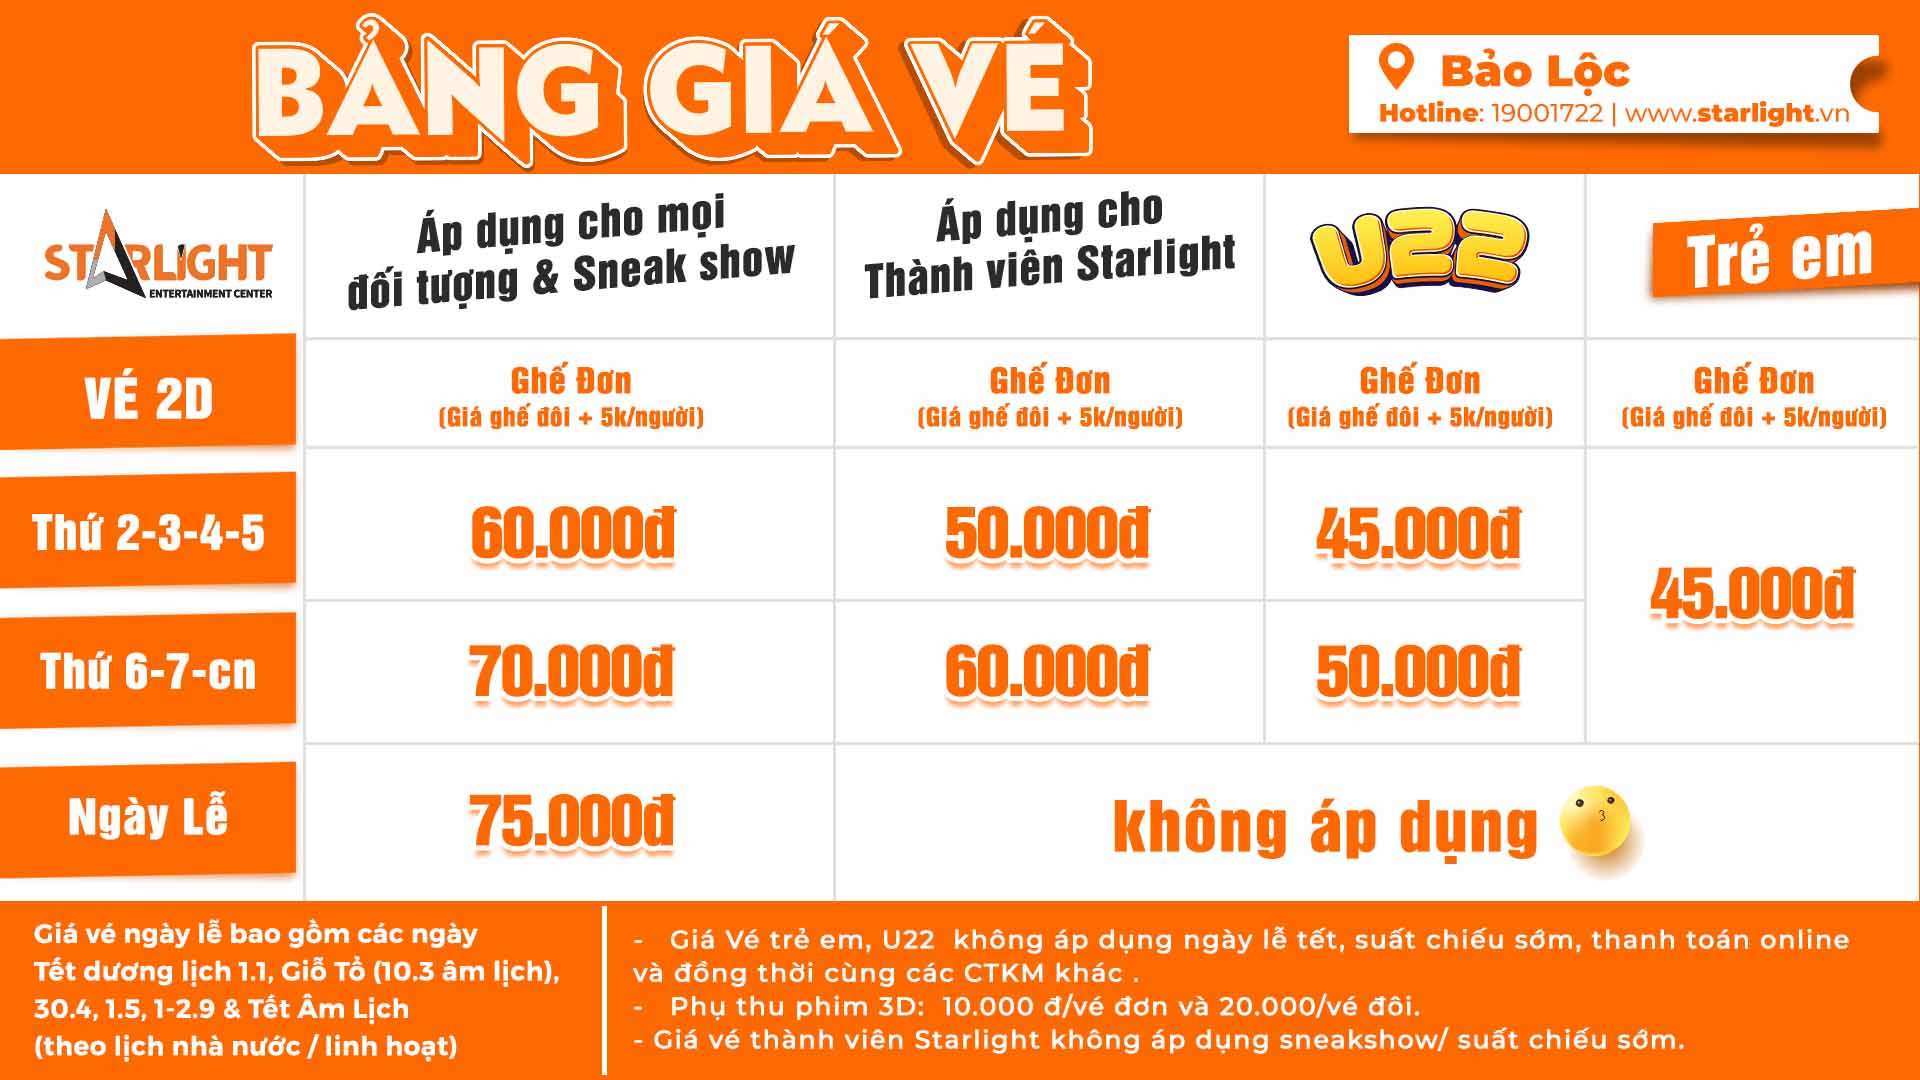 BẢNG GIÁ VÉ
Bảo Lộc
Hotline: 19001722 | www.starlight.vn
STARLIGHT
ENTERTAINMENT CENTER
Áp dụng cho mọi
đối tượng & Sneak show
Áp dụng cho
Thành viên Starlight
U22
Trẻ em
VÉ 2D
Ghế Đơn
(Giá ghế đôi + 5k/người)
Ghế Đơn
(Giá ghế đôi + 5k/người)
Ghế Đơn
(Giá ghế đôi + 5k/người)
Ghế Đơn
(Giá ghế đôi + 5k/người)
Thứ 2-3-4-5
60.000đ
50.000đ
45.000đ
45.000đ
Thứ 6-7-cn
70.000đ
60.000đ
50.000đ
Ngày Lễ
75.000đ
không áp dụng
Giá vé ngày lễ bao gồm các ngày
Tết dương lịch 1.1, Giỗ Tổ (10.3 âm lịch),
30.4, 1.5, 1-2.9 & Tết Âm Lịch
(theo lịch nhà nước / linh hoạt)
- Giá Vé trẻ em, U22 không áp dụng ngày lễ tết, suất chiếu sớm, thanh toán online
và đồng thời cùng các CTKM khác .
- Phụ thu phim 3D: 10.000 đ/vé đơn và 20.000/vé đôi.
- Giá vé thành viên Starlight không áp dụng sneakshow/ suất chiếu sớm.